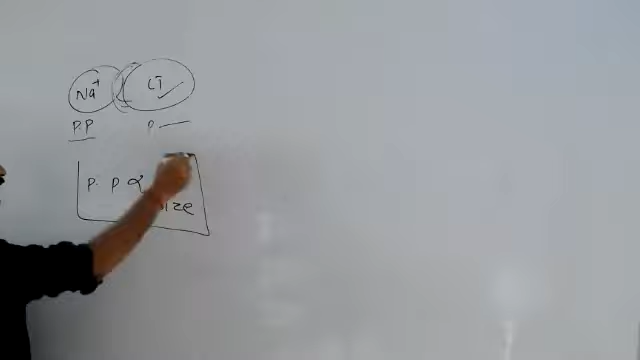 Na+ Cl-
P.P P.
P. P α
size